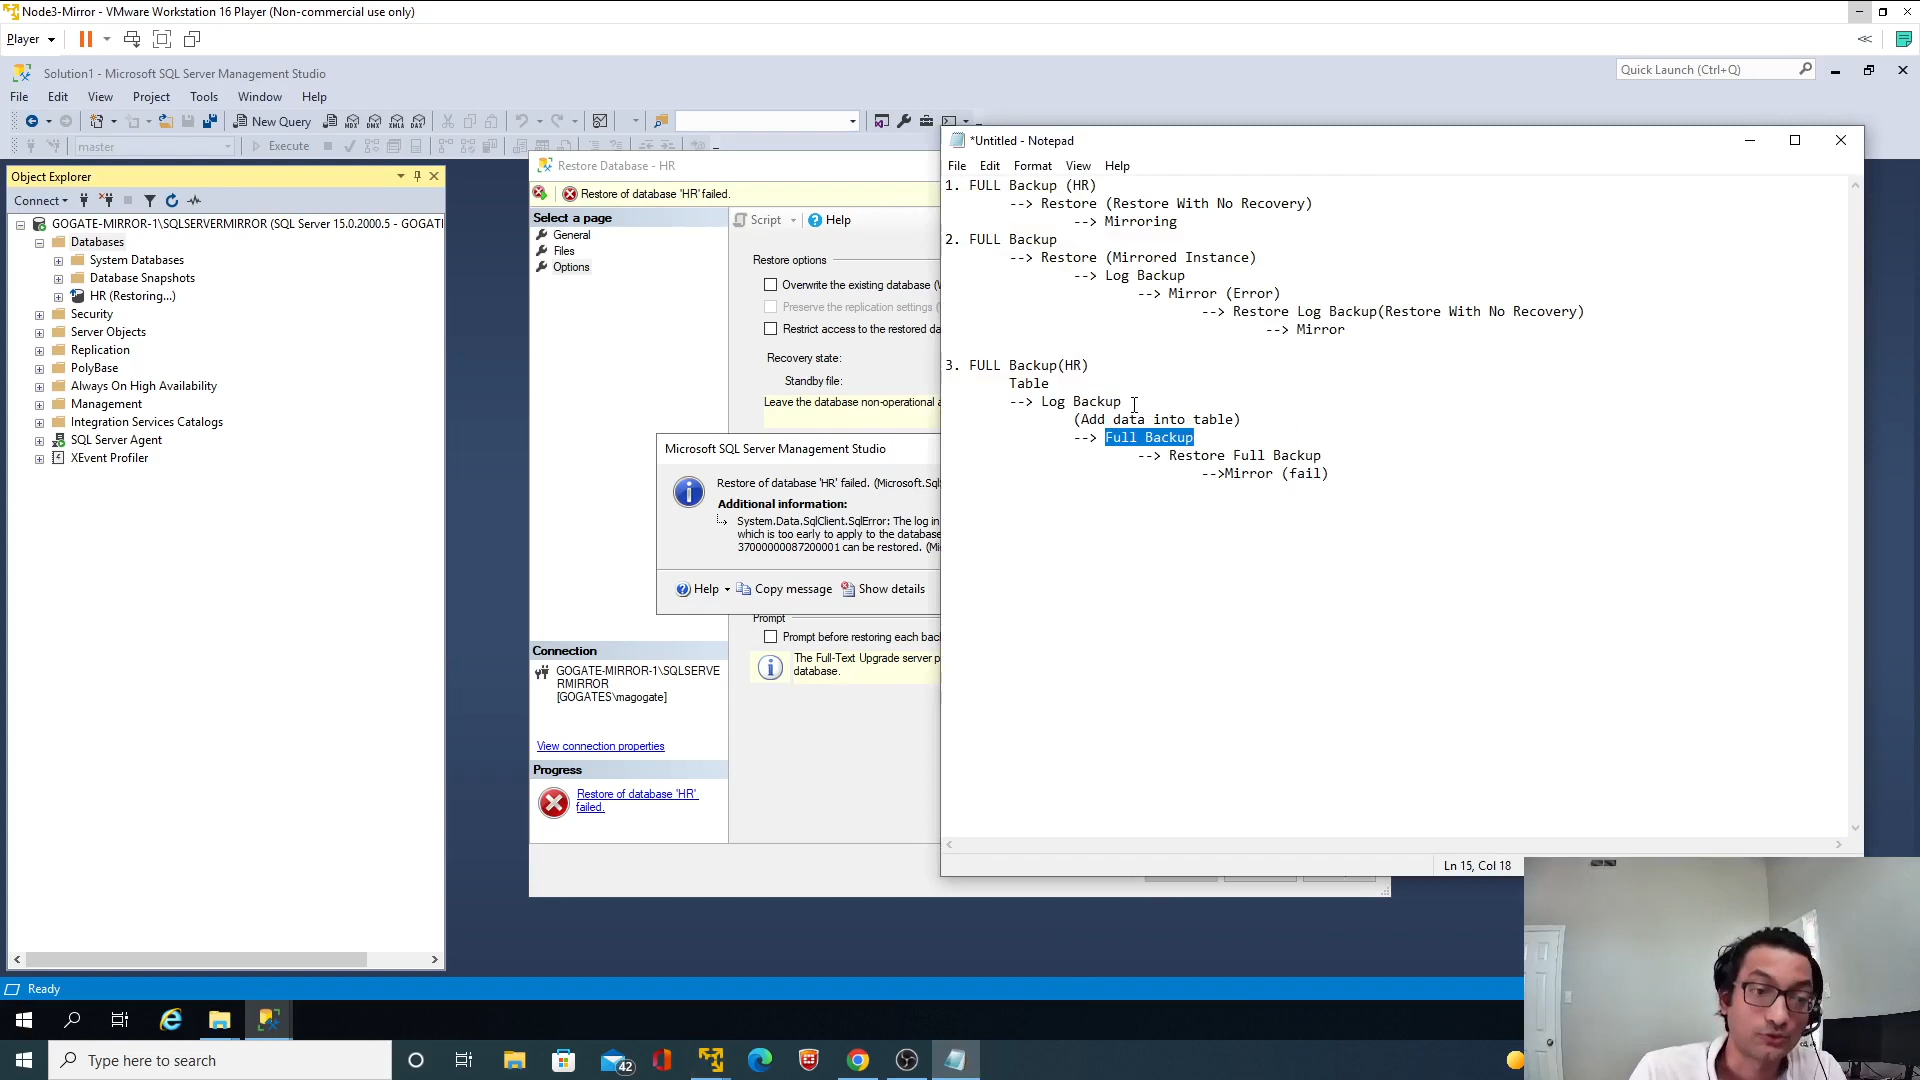 Node3-Mirror - VMware Workstation 16 Player (Non-commercial use only)
Player
Solution1 - Microsoft SQL Server Management Studio
Quick Launch (Ctrl+Q)
File Edit View Project Tools Window Help
New Query
MDX DMX XMLA DAX
master
Execute
Object Explorer
Connect
GOGATE-MIRROR-1\SQLSERVERMIRROR (SQL Server 15.0.2000.5 - GOGATI
Databases
System Databases
Database Snapshots
HR (Restoring...)
Security
Server Objects
Replication
PolyBase
Always On High Availability
Management
Integration Services Catalogs
SQL Server Agent
XEvent Profiler
Restore Database - HR
Restore of database 'HR' failed.
Select a page
General
Files
Options
Script Help
Restore options
Overwrite the existing database (W
Preserve the replication settings (
Restrict access to the restored da
Recovery state:
Standby file:
Leave the database non-operational a
Microsoft SQL Server Management Studio
Restore of database 'HR' failed. (Microsoft.Sql
Additional information:
System.Data.SqlClient.SqlError: The log in
which is too early to apply to the database
37000000087200001 can be restored. (Mi
Help Copy message Show details
Prompt
Prompt before restoring each bac
The Full-Text Upgrade server p
database.
Connection
GOGATE-MIRROR-1\SQLSERVE
RMIRROR
[GOGATES\magogate]
View connection properties
Progress
Restore of database 'HR'
failed.
*Untitled - Notepad
File Edit Format View Help
1. FULL Backup (HR)
--> Restore (Restore With No Recovery)
--> Mirroring
2. FULL Backup
--> Restore (Mirrored Instance)
--> Log Backup
--> Mirror (Error)
--> Restore Log Backup(Restore With No Recovery)
--> Mirror
3. FULL Backup(HR)
Table
--> Log Backup
(Add data into table)
--> Full Backup
--> Restore Full Backup
-->Mirror (fail)
Ln 15, Col 18
Ready
Type here to search
42